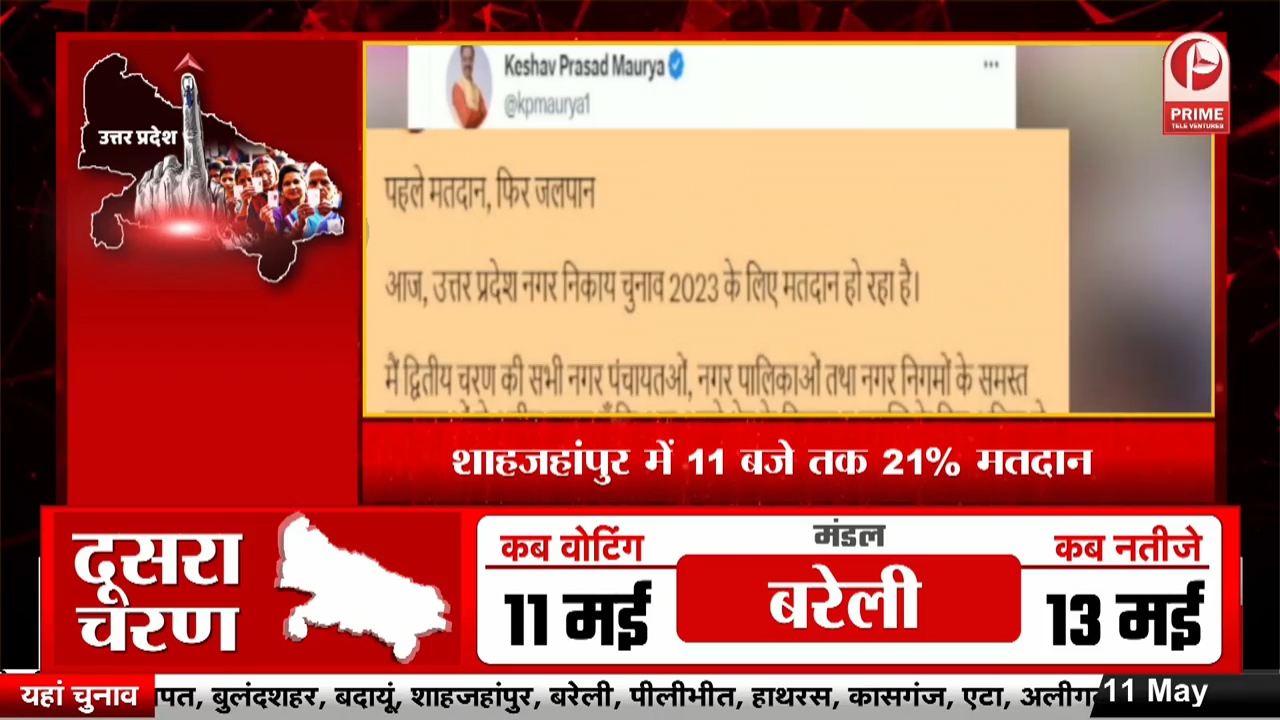 Keshav Prasad Maurya
@kpmaurya1
PRIME
TELE VENTURES
उत्तर प्रदेश
पहले मतदान, फिर जलपान
आज, उत्तर प्रदेश नगर निकाय चुनाव 2023 के लिए मतदान हो रहा है।
मैं द्वितीय चरण की सभी नगर पंचायतओं, नगर पालिकाओं तथा नगर निगमों के समस्त
शाहजहांपुर में 11 बजे तक 21% मतदान
दूसरा
चरण
कब वोटिंग
11 मई
मंडल
बरेली
कब नतीजे
13 मई
यहां चुनाव
पत, बुलंदशहर, बदायूं, शाहजहांपुर, बरेली, पीलीभीत, हाथरस, कासगंज, एटा, अलीग
11 May